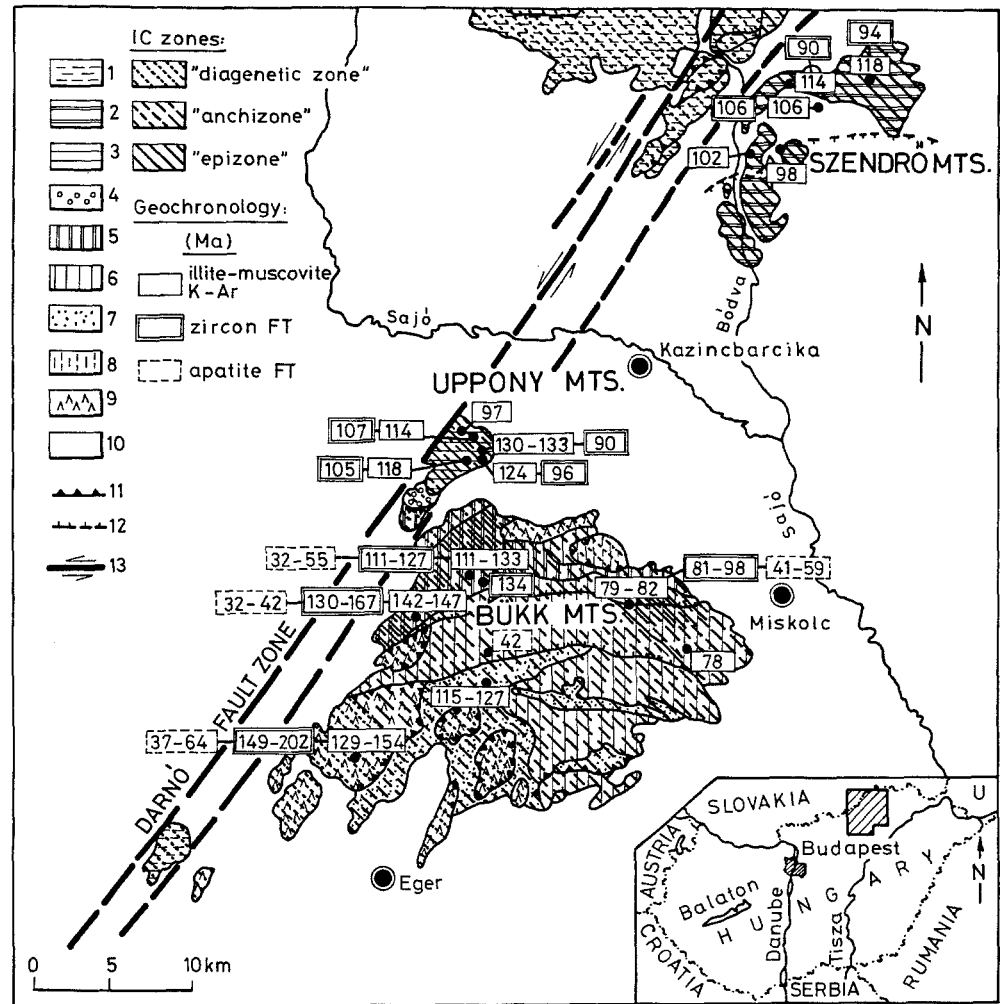 IC zones:
1 "diagenetic zone"
2 "anchizone"
3 "epizone"
4
Geochronology:
5 (Ma)
6 illite-muscovite K-Ar
7 zircon FT
8 apatite FT
9
10
11
12
13
94
90
118
114
106 106
102
SZENDRŐ MTS.
98
Bódva
N
Sajó
Kazincbarcika
UPPONY MTS.
97
107 114
130-133 90
105 118
124 96
Sajó
32-55 111-127 111-133
134
81-98 41-59
79-82
32-42 130-167 142-147
BÜKK MTS.
Miskolc
42
78
115-127
37-64 149-202 129-154
DARNÓ FAULT ZONE
Eger
0 5 10km
SLOVAKIA
U
AUSTRIA
Budapest
N
Balaton
HUNGARY
Danube
Tisza
CROATIA
RUMANIA
SERBIA